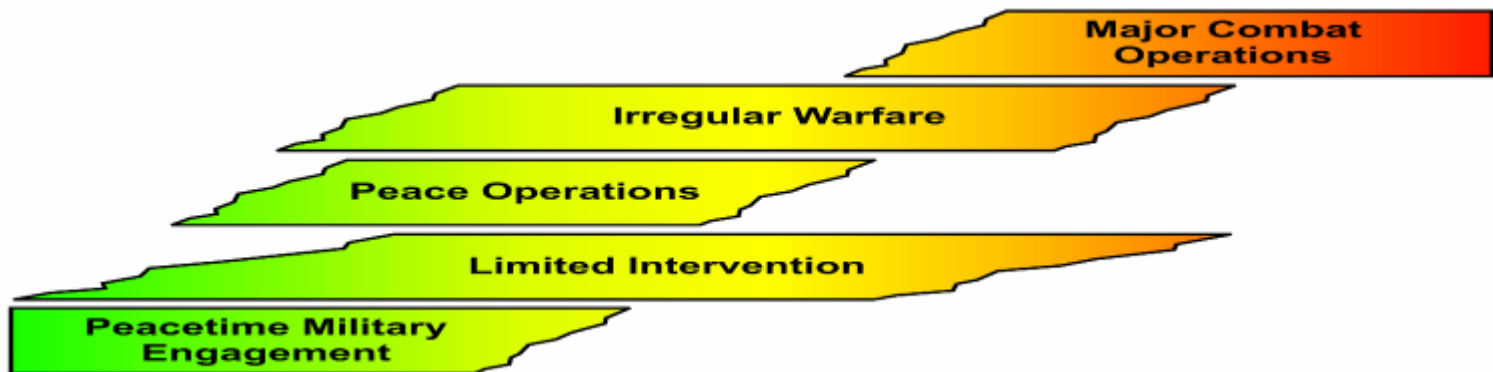 Major Combat
Operations
Irregular Warfare
Peace Operations
Limited Intervention
Peacetime Military
Engagement